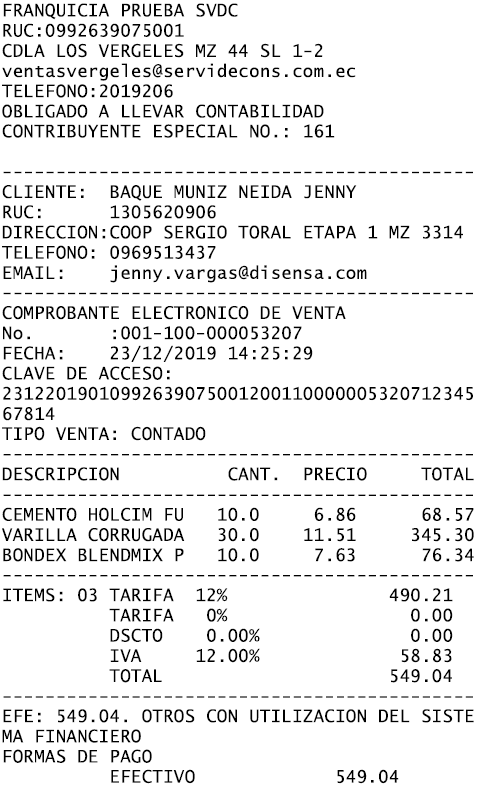 FRANQUICIA PRUEBA SVDC
RUC:0992639075001
CDLA LOS VERGELES MZ 44 SL 1-2
ventasvergeles@servidecons.com.ec
TELEFONO:2019206
OBLIGADO A LLEVAR CONTABILIDAD
CONTRIBUYENTE ESPECIAL NO.: 161
--------------------------------------------
CLIENTE: BAQUE MUNIZ NEIDA JENNY
RUC: 1305620906
DIRECCION:COOP SERGIO TORAL ETAPA 1 MZ 3314
TELEFONO: 0969513437
EMAIL: jenny.vargas@disensa.com
--------------------------------------------
COMPROBANTE ELECTRONICO DE VENTA
No. :001-100-000053207
FECHA: 23/12/2019 14:25:29
CLAVE DE ACCESO:
23122019010992639075001200110000005320712345
67814
TIPO VENTA: CONTADO
--------------------------------------------
DESCRIPCION CANT. PRECIO TOTAL
--------------------------------------------
CEMENTO HOLCIM FU 10.0 6.86 68.57
VARILLA CORRUGADA 30.0 11.51 345.30
BONDEX BLENDMIX P 10.0 7.63 76.34
--------------------------------------------
ITEMS: 03 TARIFA 12% 490.21
TARIFA 0% 0.00
DSCTO 0.00% 0.00
IVA 12.00% 58.83
TOTAL 549.04
--------------------------------------------
EFE: 549.04. OTROS CON UTILIZACION DEL SISTE
MA FINANCIERO
FORMAS DE PAGO
EFECTIVO 549.04